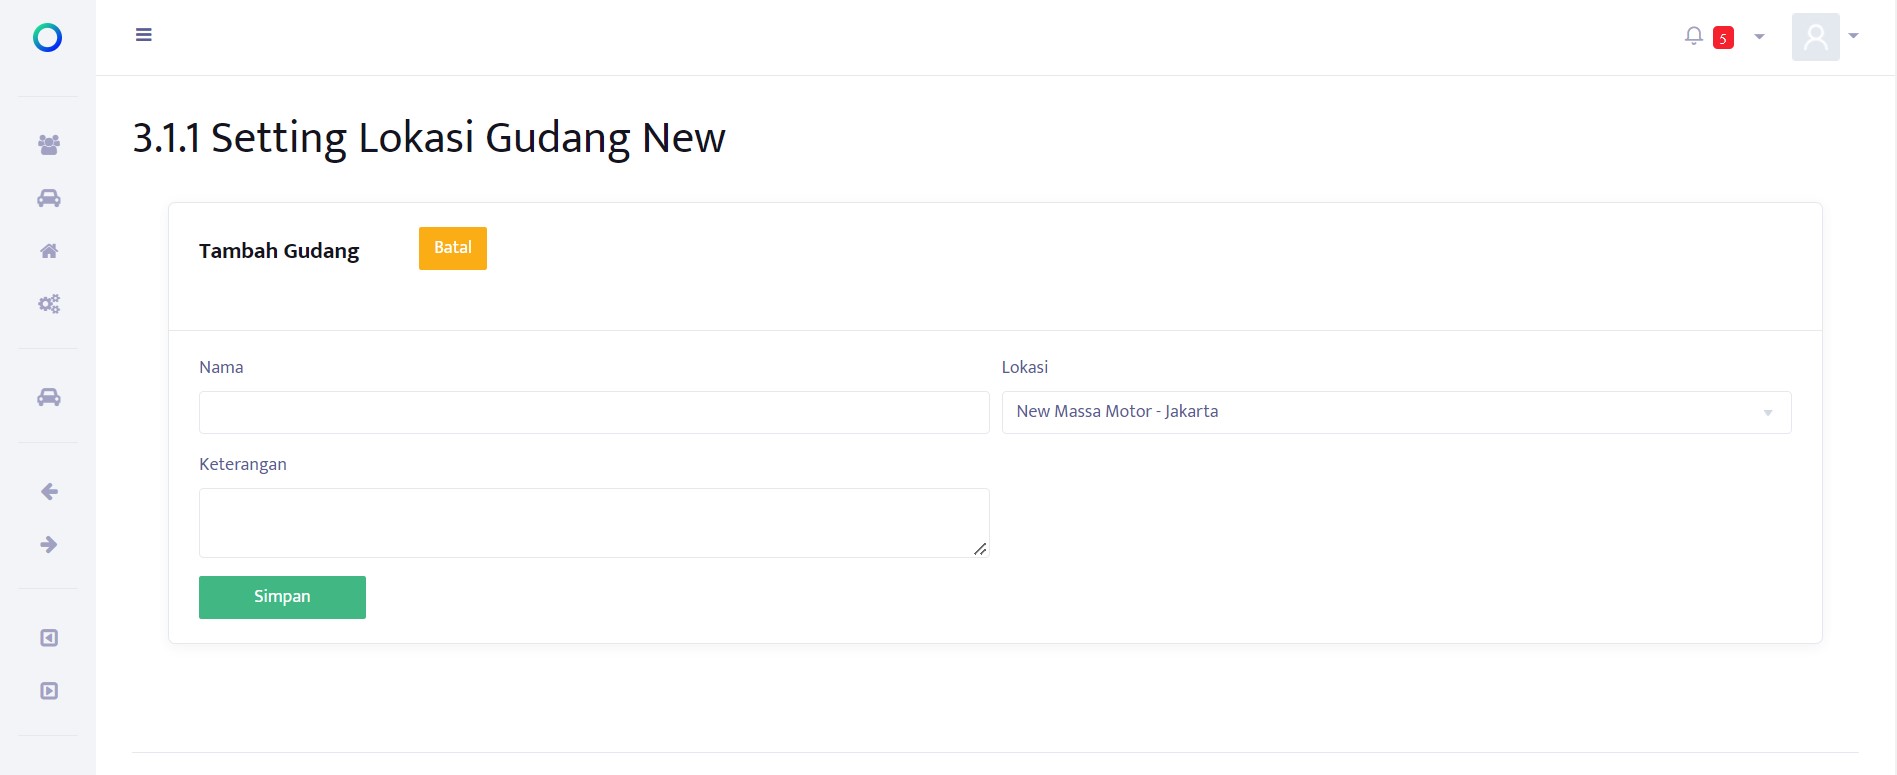 5
3.1.1 Setting Lokasi Gudang New
Tambah Gudang
Batal
Nama
Lokasi
New Massa Motor - Jakarta
Keterangan
Simpan